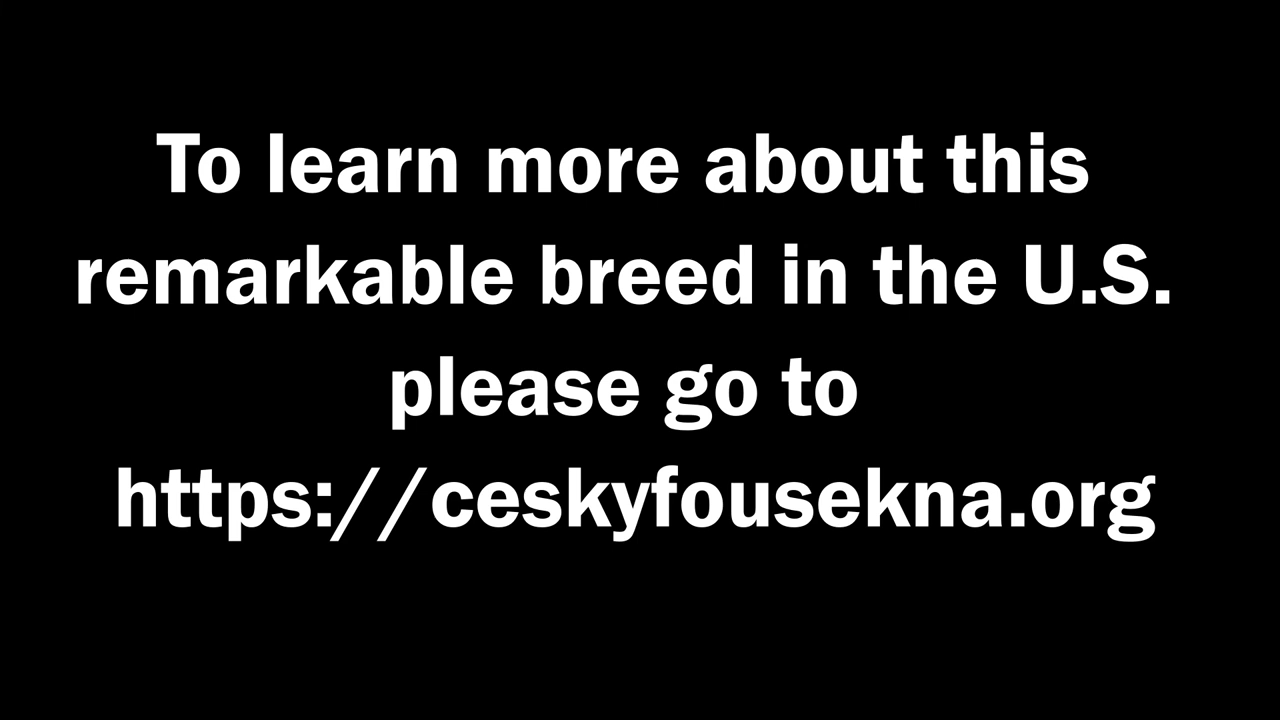 To learn more about this
remarkable breed in the U.S.
please go to
https://ceskyfousekna.org